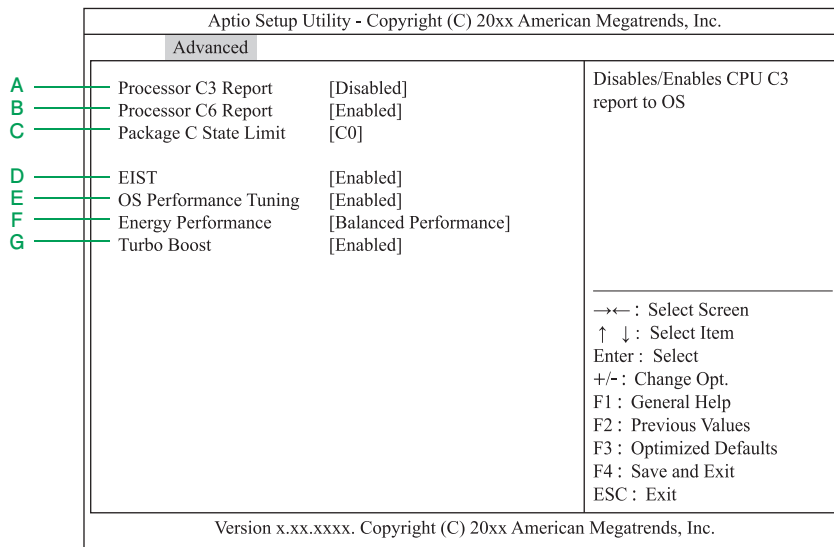 Aptio Setup Utility - Copyright (C) 20xx American Megatrends, Inc.
Advanced
A Processor C3 Report [Disabled]
B Processor C6 Report [Enabled]
C Package C State Limit [C0]
D EIST [Enabled]
E OS Performance Tuning [Enabled]
F Energy Performance [Balanced Performance]
G Turbo Boost [Enabled]
Disables/Enables CPU C3
report to OS
→← : Select Screen
↑ ↓ : Select Item
Enter : Select
+/- : Change Opt.
F1 : General Help
F2 : Previous Values
F3 : Optimized Defaults
F4 : Save and Exit
ESC : Exit
Version x.xx.xxxx. Copyright (C) 20xx American Megatrends, Inc.